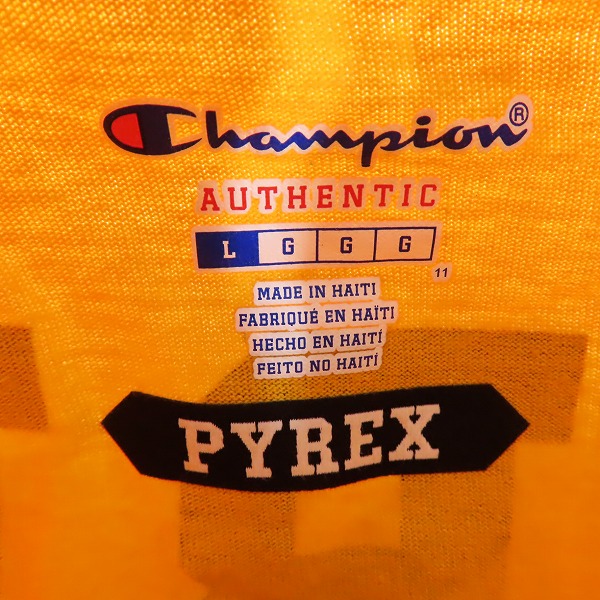 Champion®
AUTHENTIC
L G G G
11
MADE IN HAITI
FABRIQUÉ EN HAÏTI
HECHO EN HAITÍ
FEITO NO HAITÍ
PYREX